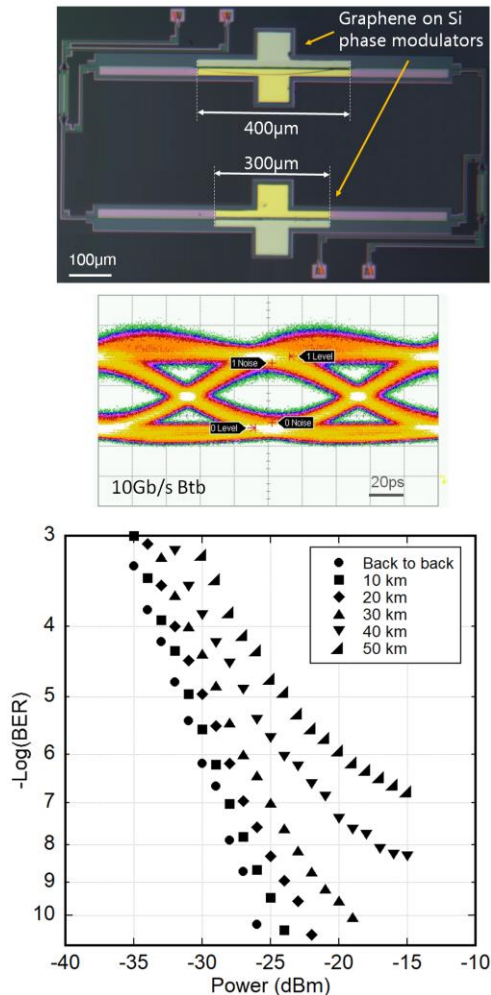 Graphene on Si
phase modulators
400µm
300µm
100µm
1 Noise
1 Level
0 Level
0 Noise
10Gb/s Btb
20ps
3
4
5
6
7
8
9
10
-Log(BER)
Back to back
10 km
20 km
30 km
40 km
50 km
-40 -35 -30 -25 -20 -15 -10
Power (dBm)